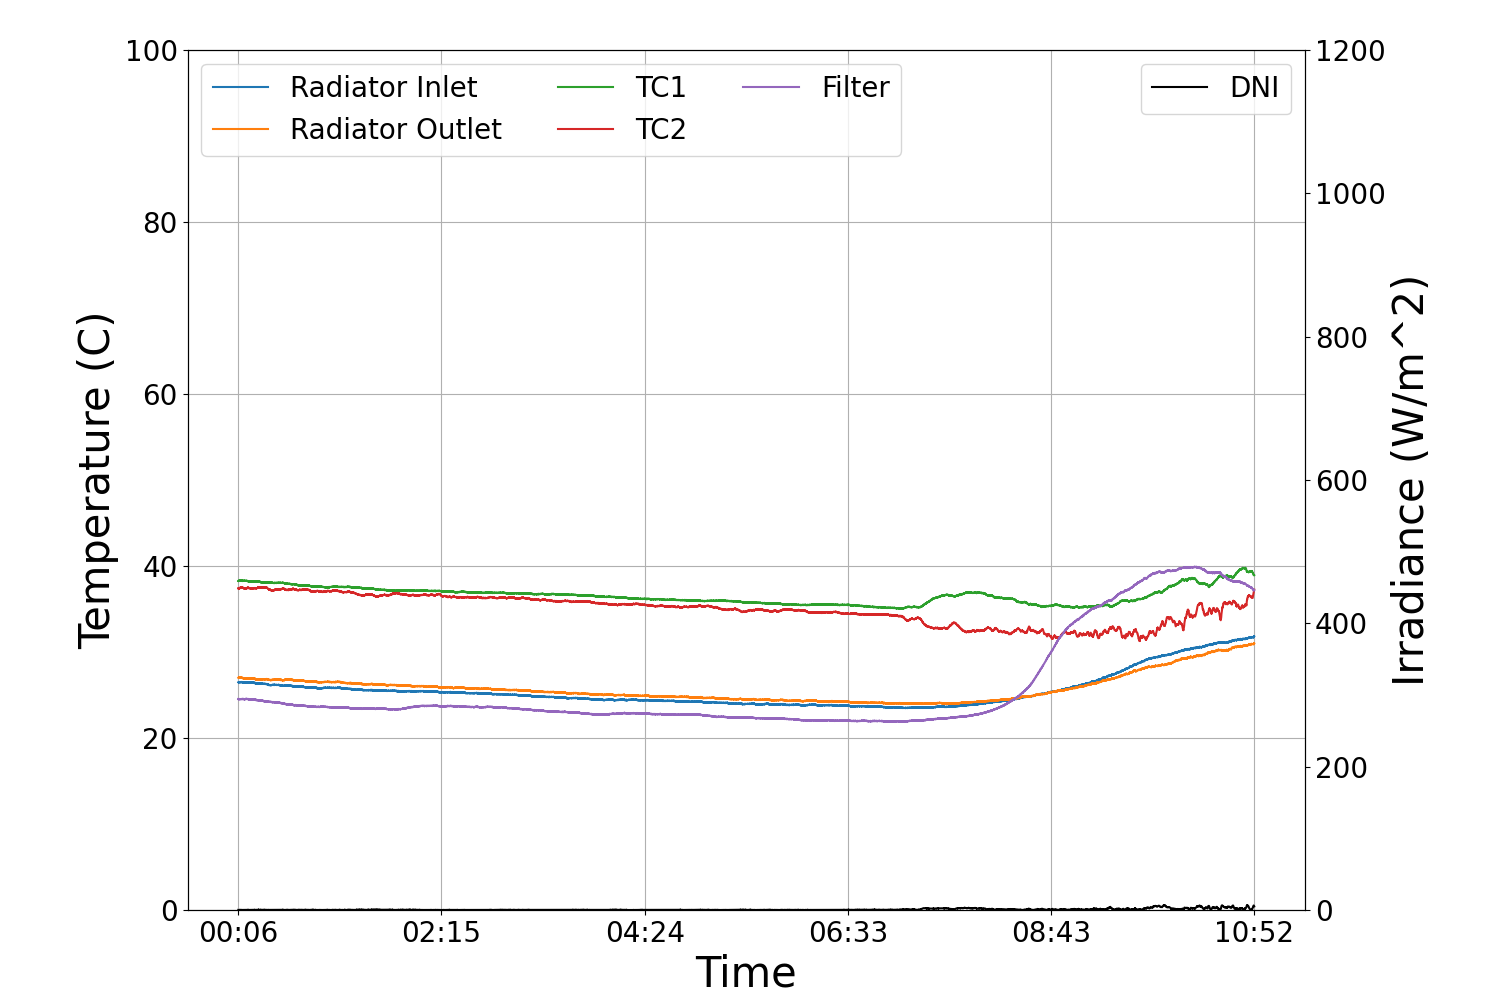 100 1200
Radiator Inlet TC1 Filter DNI
Radiator Outlet TC2
1000
80
800
60
600
40
400
20
200
0 0
00:06 02:15 04:24 06:33 08:43 10:52
Time
Temperature (C)
Irradiance (W/m^2)